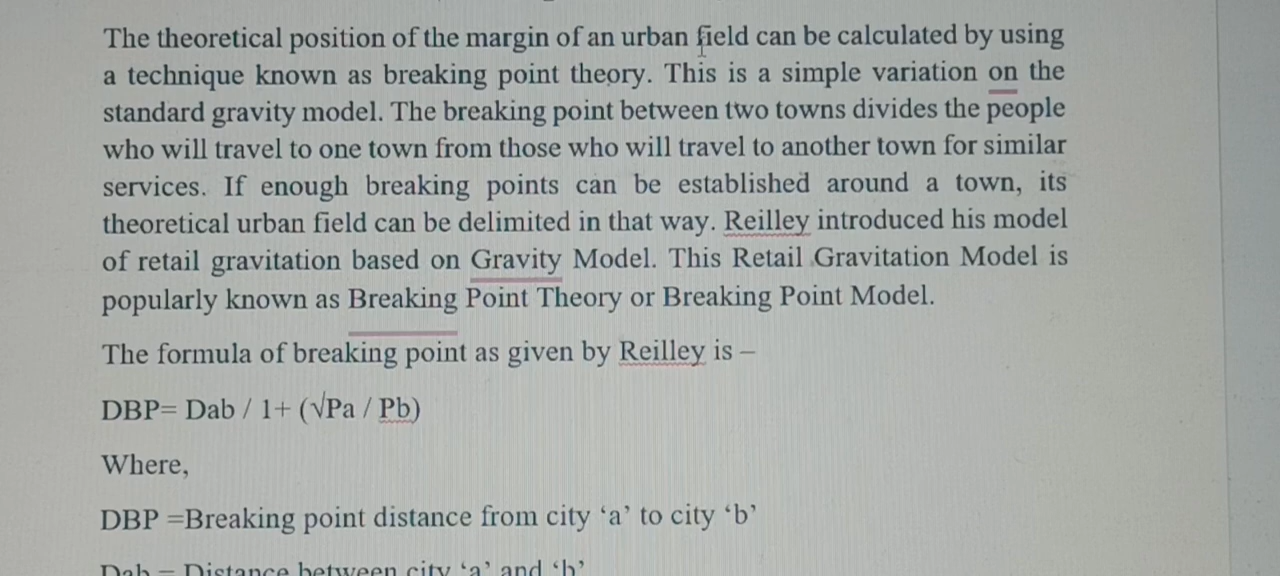 The theoretical position of the margin of an urban field can be calculated by using
a technique known as breaking point theory. This is a simple variation on the
standard gravity model. The breaking point between two towns divides the people
who will travel to one town from those who will travel to another town for similar
services. If enough breaking points can be established around a town, its
theoretical urban field can be delimited in that way. Reilley introduced his model
of retail gravitation based on Gravity Model. This Retail Gravitation Model is
popularly known as Breaking Point Theory or Breaking Point Model.
The formula of breaking point as given by Reilley is –
DBP= Dab / 1+ (√Pa / Pb)
Where,
DBP =Breaking point distance from city ‘a’ to city ‘b’
Dab = Distance between city ‘a’ and ‘b’